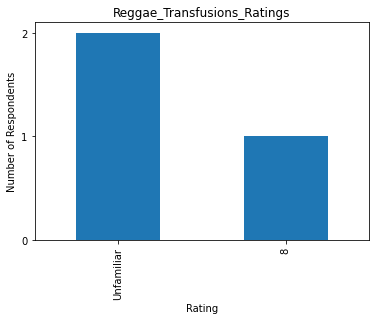 Reggae_Transfusions_Ratings
Number of Respondents
2
1
0
Unfamiliar
8
Rating